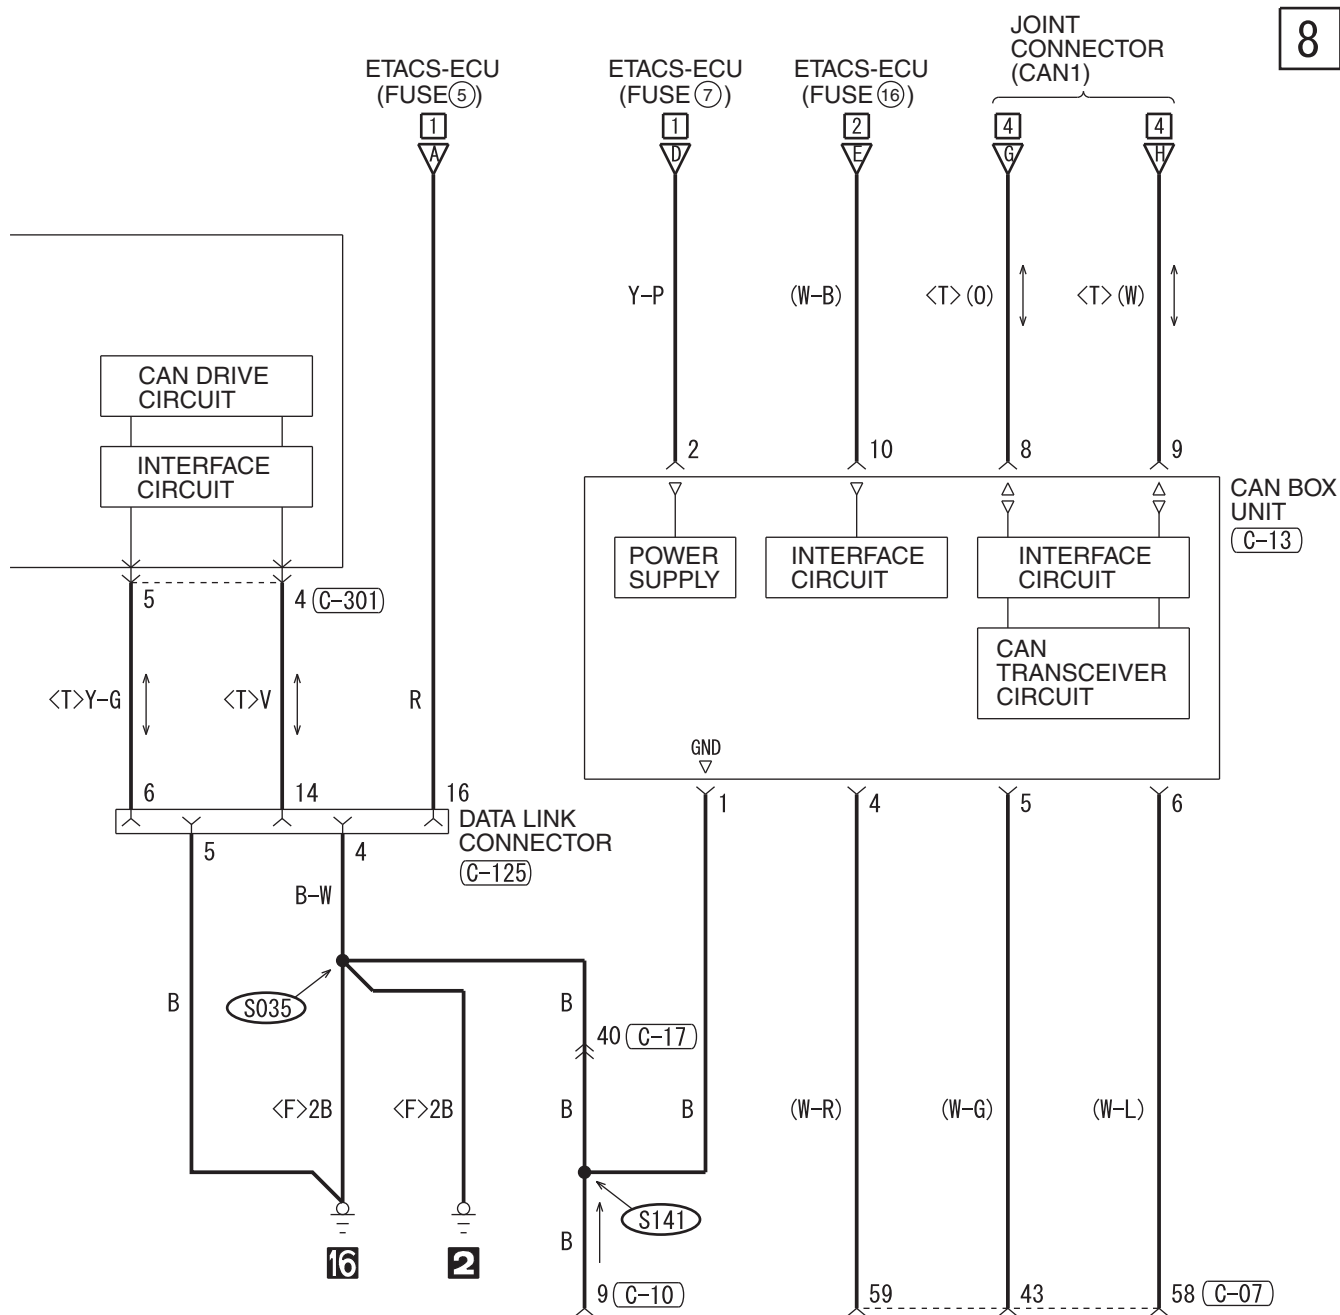 8
JOINT
CONNECTOR
(CAN1)
ETACS-ECU
(FUSE⑤)
ETACS-ECU
(FUSE⑦)
ETACS-ECU
(FUSE⑯)
1
1
2
4
4
A
D
E
G
H
Y-P
(W-B)
<T>(O)
<T>(W)
CAN DRIVE
CIRCUIT
INTERFACE
CIRCUIT
2
10
8
9
CAN BOX
UNIT
C-13
POWER
SUPPLY
INTERFACE
CIRCUIT
INTERFACE
CIRCUIT
CAN
TRANSCEIVER
CIRCUIT
5
4
C-301
<T>Y-G
<T>V
R
GND
6
14
16
DATA LINK
CONNECTOR
C-125
5
4
1
4
5
6
B-W
B
S035
B
40
C-17
<F>2B
<F>2B
B
B
(W-R)
(W-G)
(W-L)
S141
B
16
2
9
C-10
59
43
58
C-07